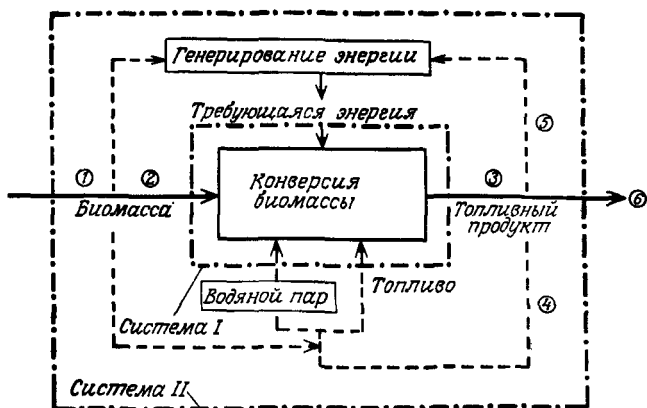 Генерирование энергии
Требующаяся энергия
⑤
① ②
Биомасса
Конверсия
биомассы
③
Топливный
продукт
⑥
Водяной пар
Топливо
④
Система I
Система II